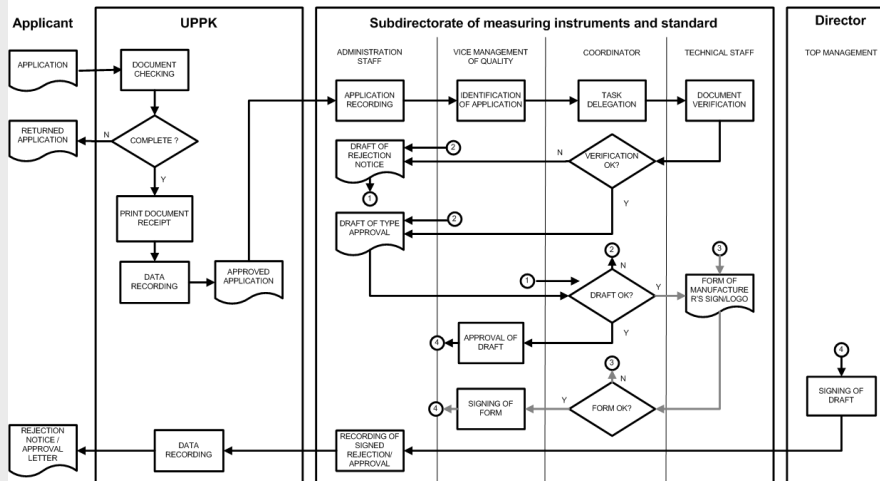 Applicant
UPPK
Subdirectorate of measuring instruments and standard
Director
ADMINISTRATION
STAFF
VICE MANAGEMENT
OF QUALITY
COORDINATOR
TECHNICAL STAFF
TOP MANAGEMENT
APPLICATION
DOCUMENT
CHECKING
APPLICATION
RECORDING
IDENTIFICATION
OF APPLICATION
TASK
DELEGATION
DOCUMENT
VERIFICATION
RETURNED
APPLICATION
N
COMPLETE ?
Y
DRAFT OF
REJECTION
NOTICE
2
N
VERIFICATION
OK?
Y
1
PRINT DOCUMENT
RECEIPT
DRAFT OF TYPE
APPROVAL
2
DATA
RECORDING
APPROVED
APPLICATION
2
N
3
1
DRAFT OK?
Y
Y
FORM OF
MANUFACTURE
R'S SIGN/LOGO
4
APPROVAL OF
DRAFT
3
N
4
4
SIGNING OF
FORM
Y
FORM OK?
SIGNING OF
DRAFT
REJECTION
NOTICE /
APPROVAL
LETTER
DATA
RECORDING
RECORDING OF
SIGNED
REJECTION/
APPROVAL